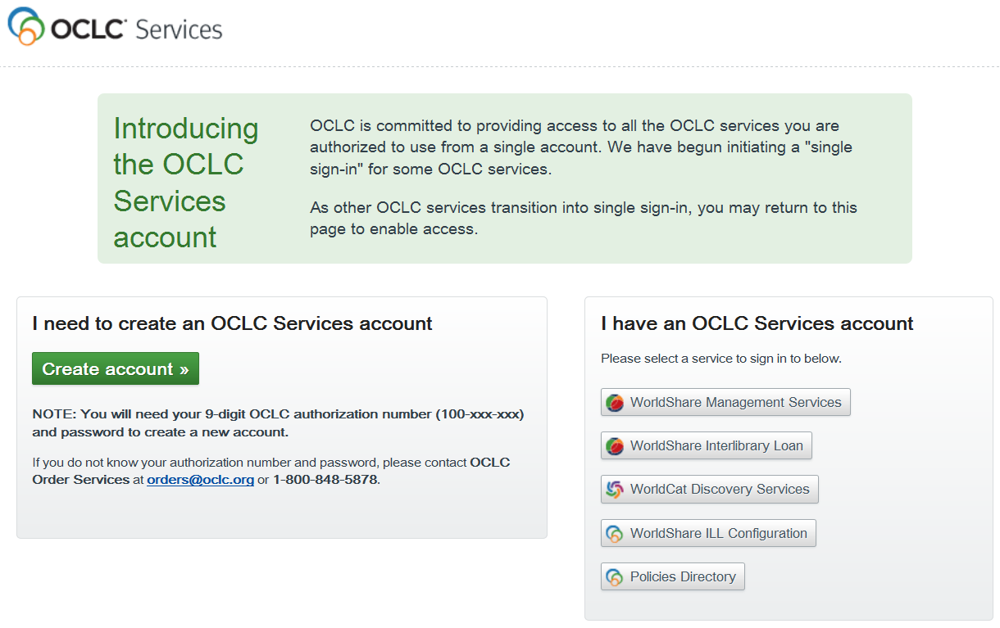 OCLC Services
Introducing
the OCLC
Services
account
OCLC is committed to providing access to all the OCLC services you are
authorized to use from a single account. We have begun initiating a "single
sign-in" for some OCLC services.
As other OCLC services transition into single sign-in, you may return to this
page to enable access.
I need to create an OCLC Services account
Create account »
NOTE: You will need your 9-digit OCLC authorization number (100-xxx-xxx)
and password to create a new account.
If you do not know your authorization number and password, please contact OCLC
Order Services at orders@oclc.org or 1-800-848-5878.
I have an OCLC Services account
Please select a service to sign in to below.
WorldShare Management Services
WorldShare Interlibrary Loan
WorldCat Discovery Services
WorldShare ILL Configuration
Policies Directory